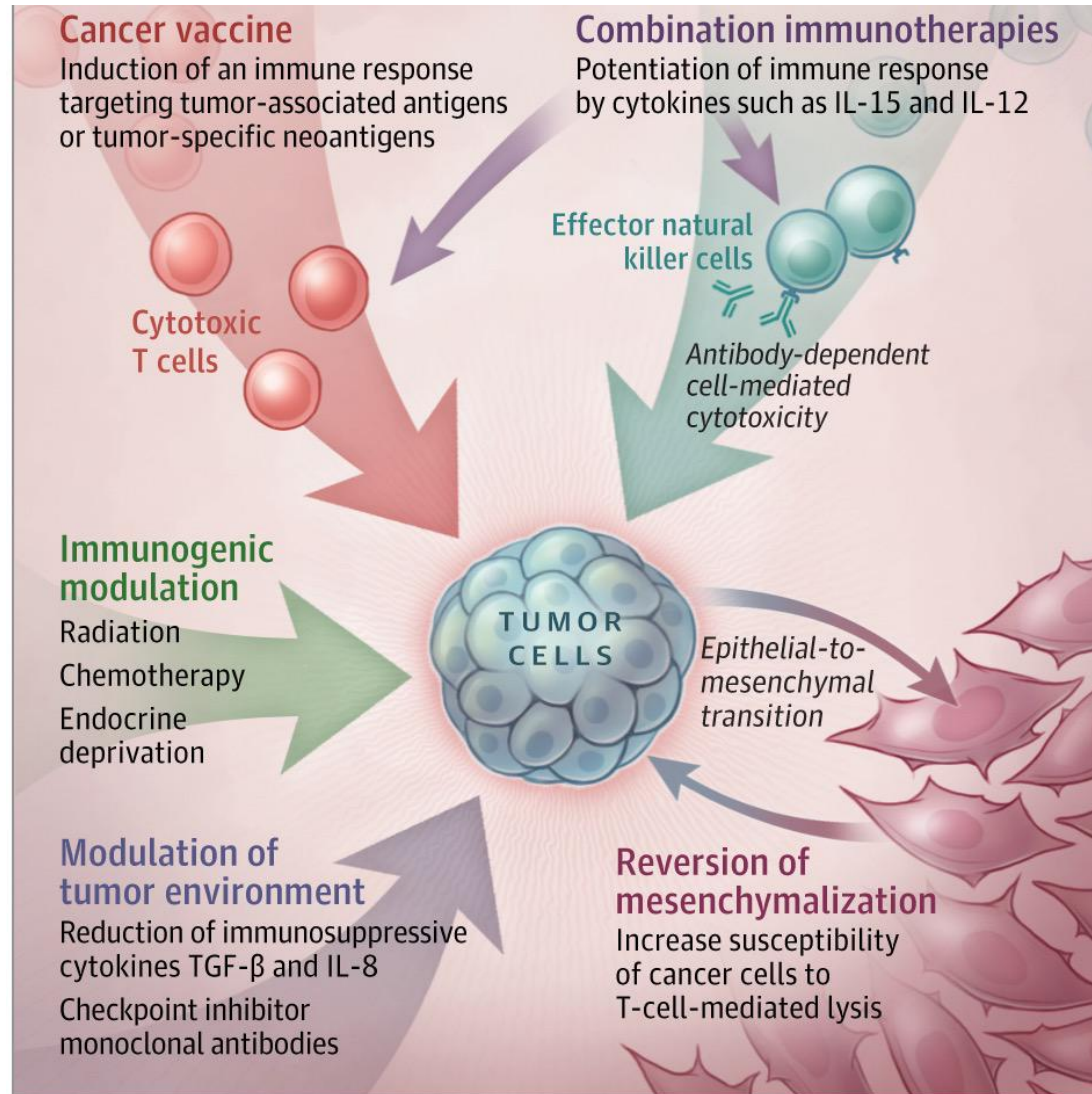 Cancer vaccine
Induction of an immune response
targeting tumor-associated antigens
or tumor-specific neoantigens
Combination immunotherapies
Potentiation of immune response
by cytokines such as IL-15 and IL-12
Effector natural
killer cells
Cytotoxic
T cells
Antibody-dependent
cell-mediated
cytotoxicity
Immunogenic
modulation
Radiation
Chemotherapy
Endocrine
deprivation
TUMOR
CELLS
Epithelial-to-
mesenchymal
transition
Modulation of
tumor environment
Reduction of immunosuppressive
cytokines TGF-β and IL-8
Checkpoint inhibitor
monoclonal antibodies
Reversion of
mesenchymalization
Increase susceptibility
of cancer cells to
T-cell-mediated lysis